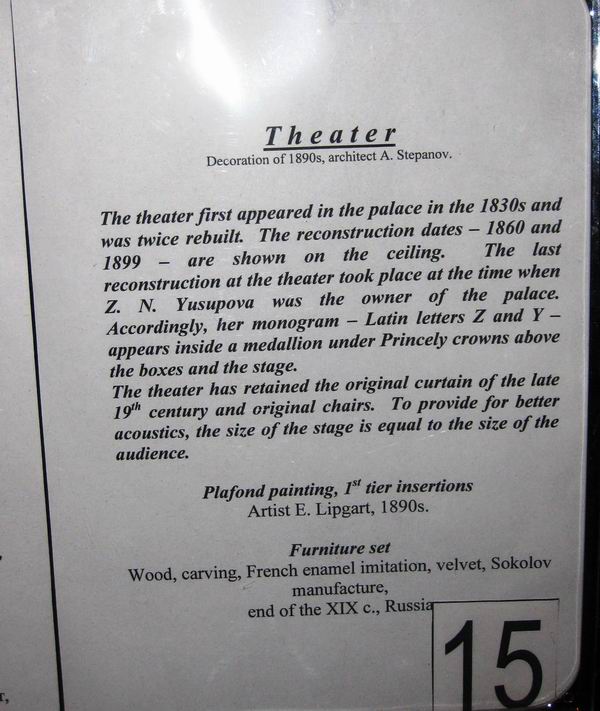 Theater
Decoration of 1890s, architect A. Stepanov.
The theater first appeared in the palace in the 1830s and
was twice rebuilt. The reconstruction dates – 1860 and
1899 – are shown on the ceiling. The last
reconstruction at the theater took place at the time when
Z. N. Yusupova was the owner of the palace.
Accordingly, her monogram – Latin letters Z and Y –
appears inside a medallion under Princely crowns above
the boxes and the stage.
The theater has retained the original curtain of the late
19th century and original chairs. To provide for better
acoustics, the size of the stage is equal to the size of the
audience.
Plafond painting, 1st tier insertions
Artist E. Lipgart, 1890s.
Furniture set
Wood, carving, French enamel imitation, velvet, Sokolov
manufacture,
end of the XIX c., Russia
15